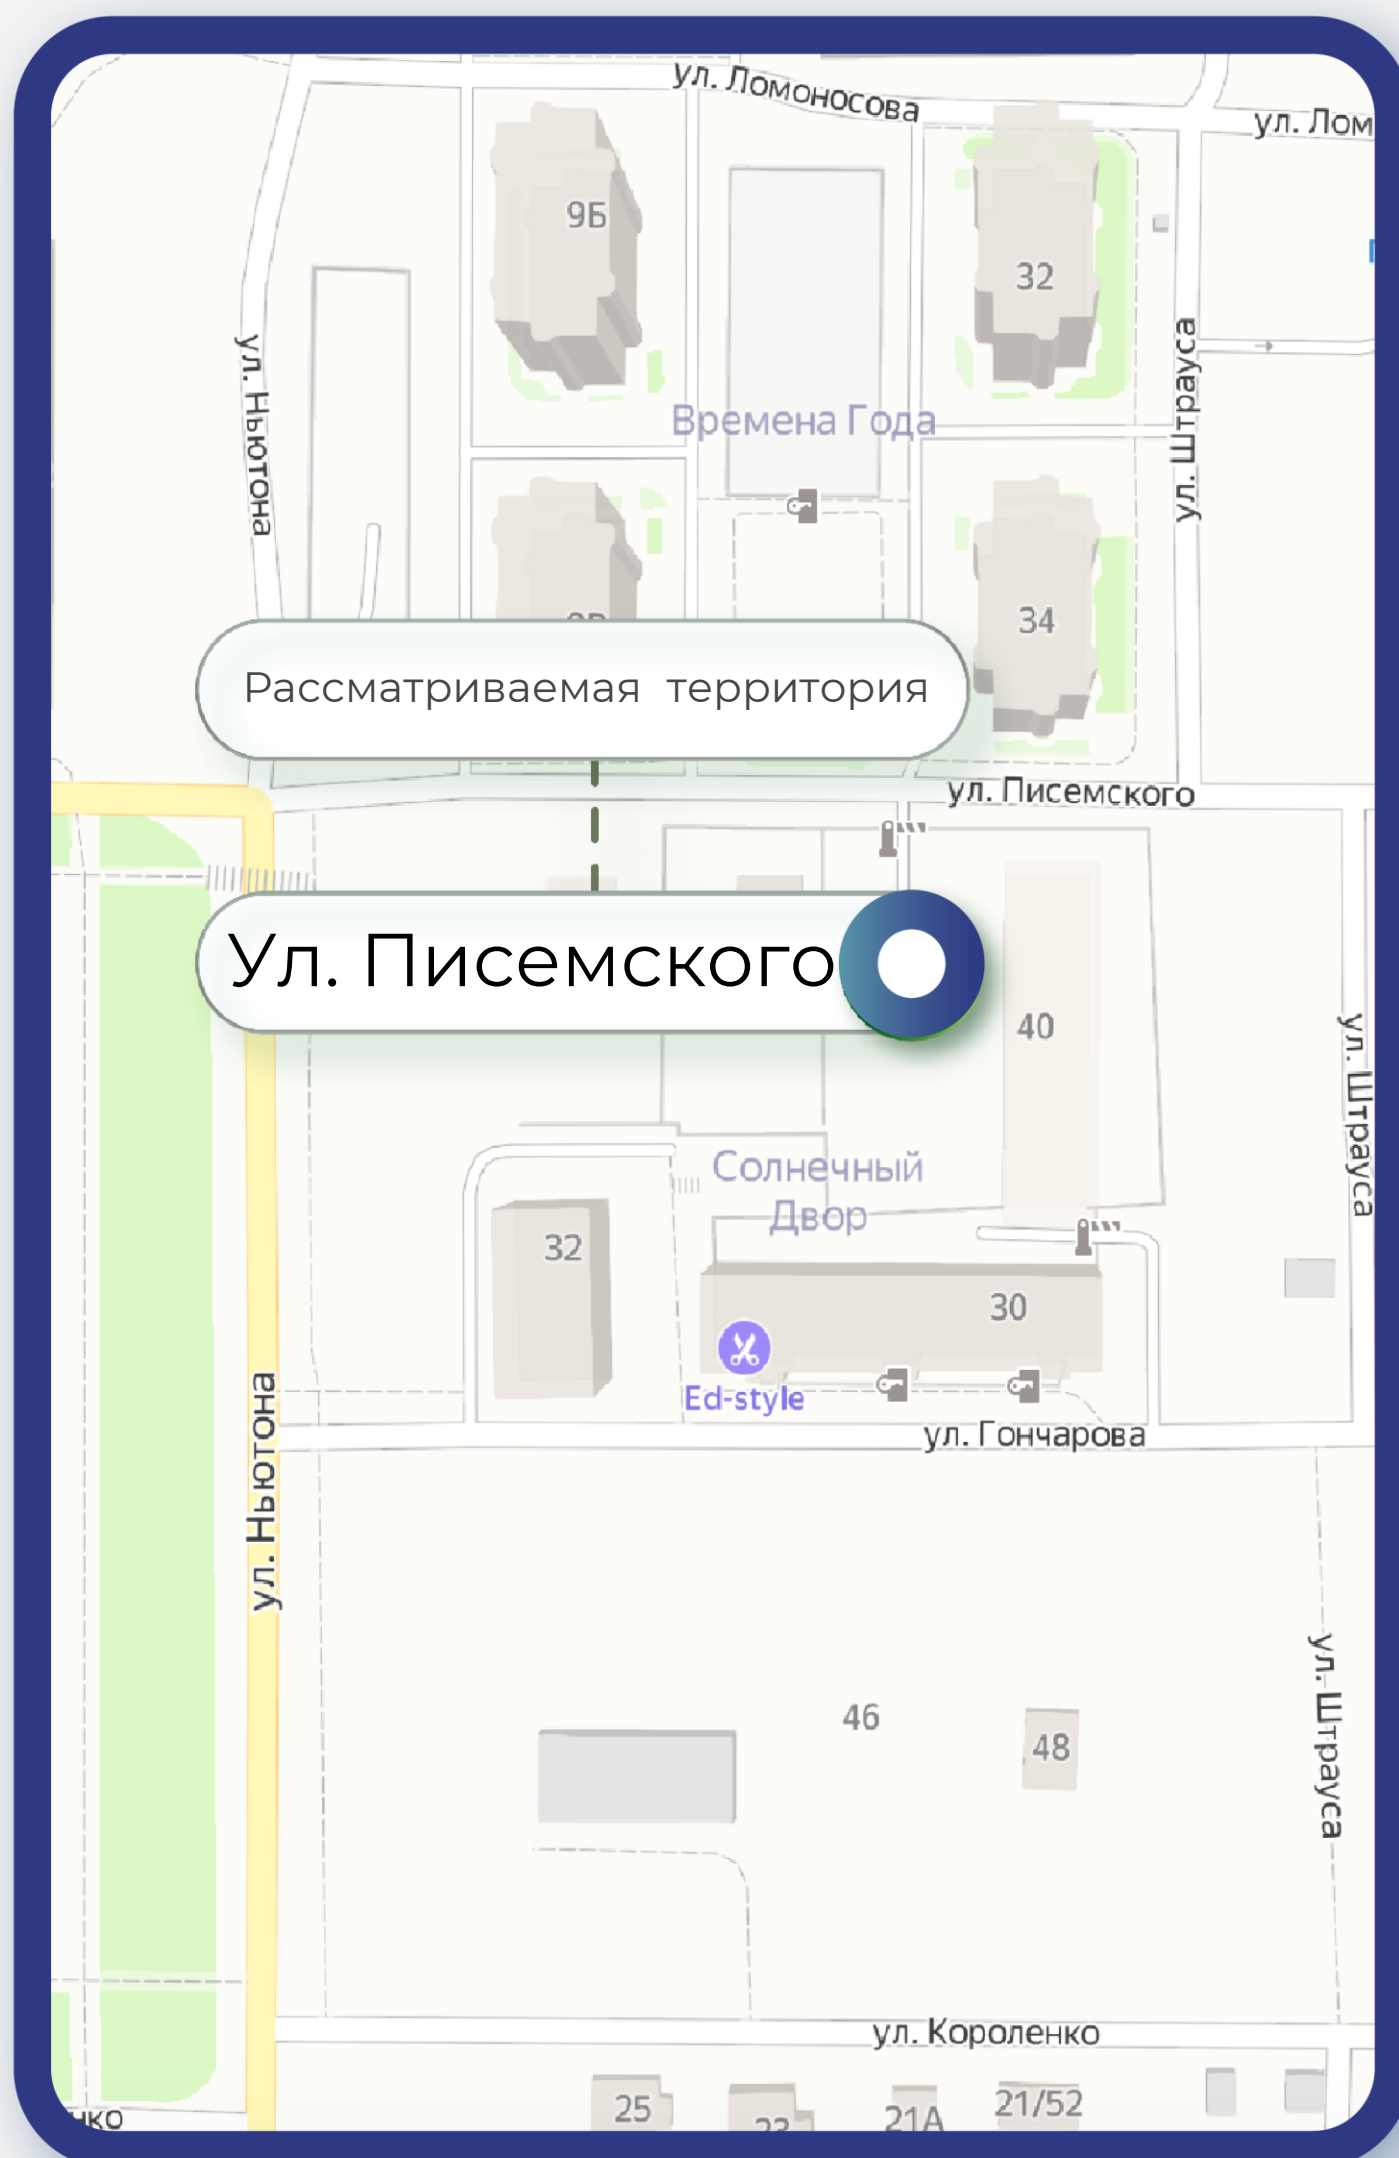 ул. Ломоносова
ул. Лом
9Б
32
ул. Ньютона
ул. Штрауса
Времена Года
34
Рассматриваемая территория
ул. Писемского
Ул. Писемского
40
ул. Штрауса
Солнечный
Двор
32
30
Ed-style
ул. Гончарова
ул. Ньютона
46
48
ул. Штрауса
ул. Короленко
25
23
21А
21/52
нко